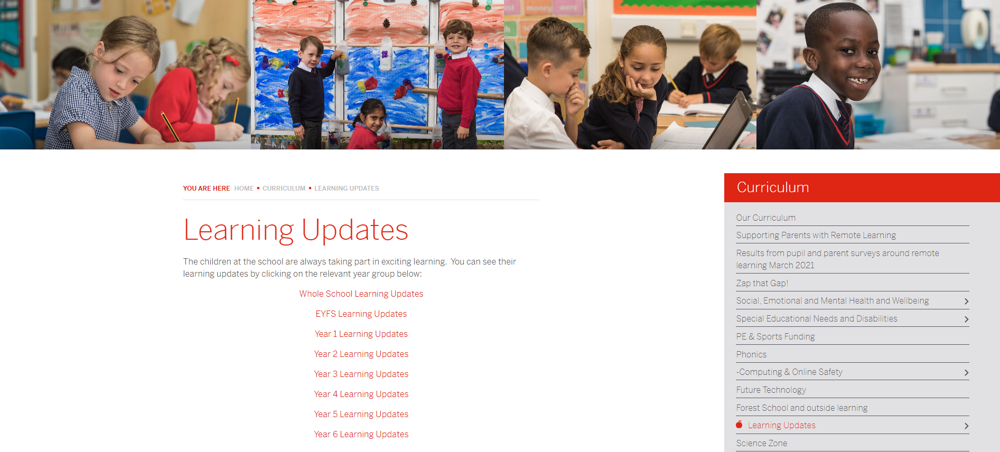 YOU ARE HERE HOME • CURRICULUM • LEARNING UPDATES
Learning Updates
The children at the school are always taking part in exciting learning.  You can see their
learning updates by clicking on the relevant year group below:
Whole School Learning Updates
EYFS Learning Updates
Year 1 Learning Updates
Year 2 Learning Updates
Year 3 Learning Updates
Year 4 Learning Updates
Year 5 Learning Updates
Year 6 Learning Updates
Curriculum
Our Curriculum
Supporting Parents with Remote Learning
Results from pupil and parent surveys around remote
learning March 2021
Zap that Gap!
Social, Emotional and Mental Health and Wellbeing
Special Educational Needs and Disabilities
PE & Sports Funding
Phonics
-Computing & Online Safety
Future Technology
Forest School and outside learning
Learning Updates
Science Zone